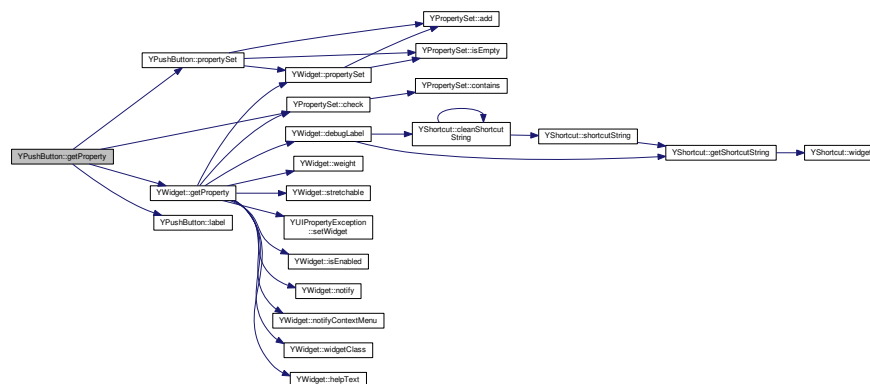 YPropertySet::add
YPushButton::propertySet
YPropertySet::isEmpty
YWidget::propertySet
YPropertySet::contains
YPropertySet::check
YShortcut::cleanShortcut
String
YShortcut::shortcutString
YWidget::debugLabel
YPushButton::getProperty
YShortcut::getShortcutString
YShortcut::widget
YWidget::weight
YWidget::getProperty
YWidget::stretchable
YPushButton::label
YUIPropertyException
::setWidget
YWidget::isEnabled
YWidget::notify
YWidget::notifyContextMenu
YWidget::widgetClass
YWidget::helpText